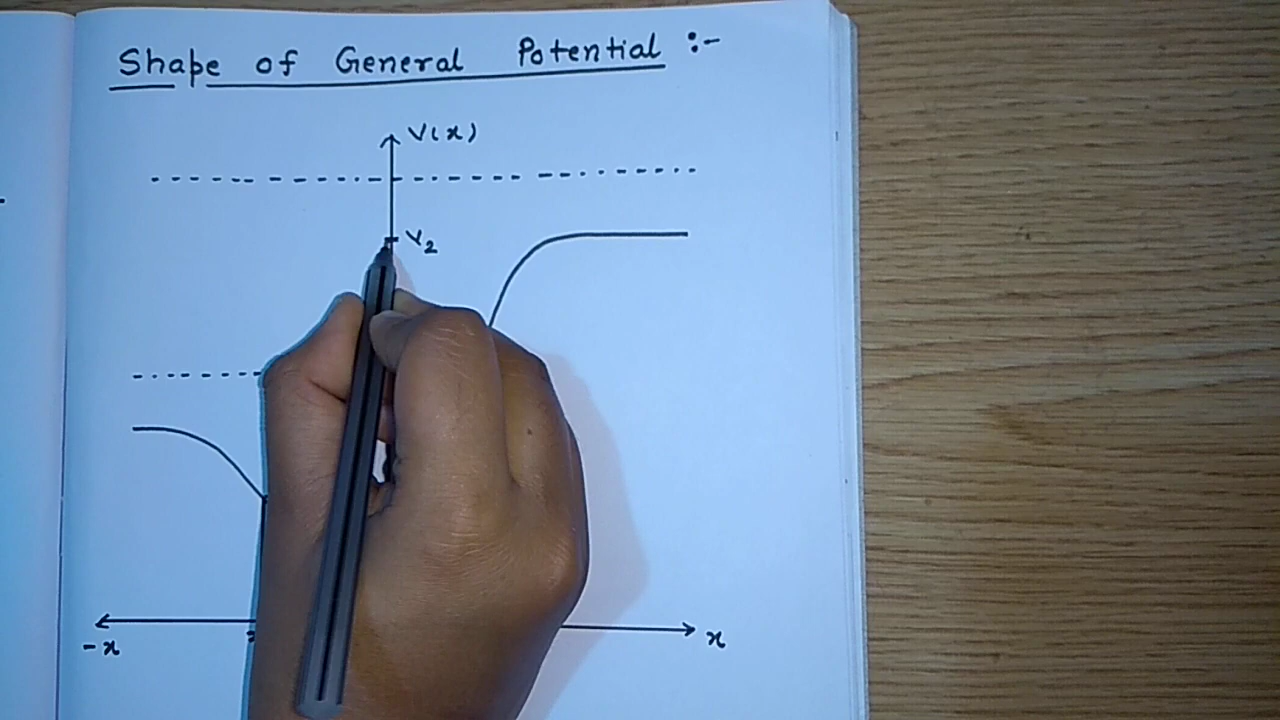 Shape of General Potential :-
V(x)
V2
-x
x